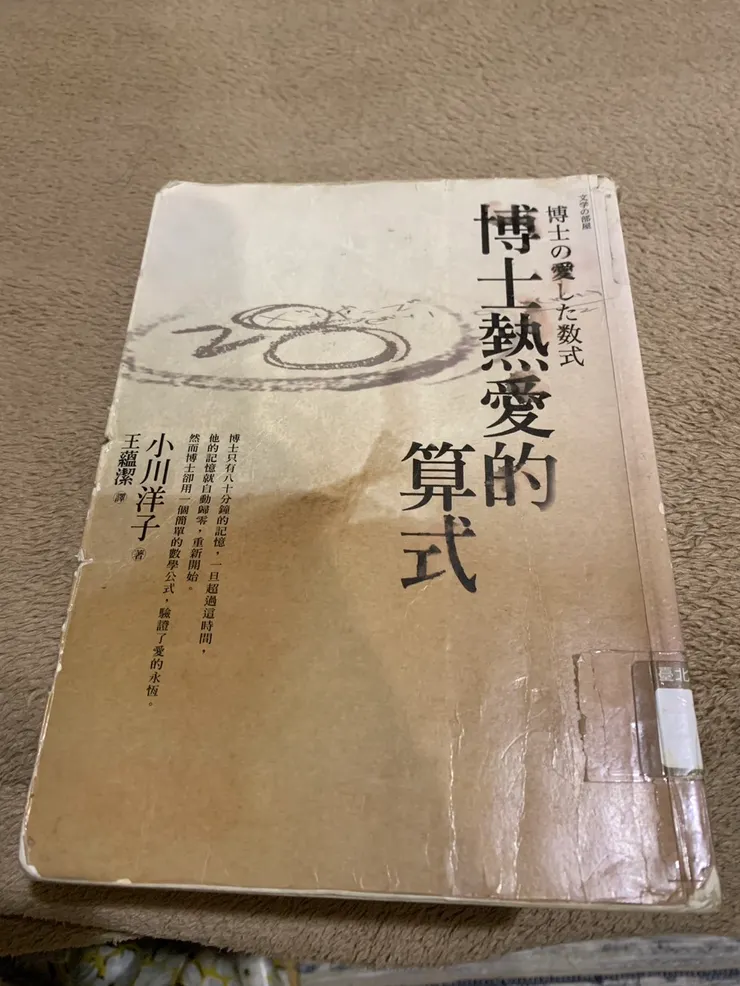 文学の部屋
博士の愛した数式
博士熱愛的
算式
28
博士只有八十分鐘的記憶，一旦超過這時間，
他的記憶就自動歸零，重新開始。
然而博士卻用一個簡單的數學公式，驗證了愛的永恆。
小川洋子 著
王蘊潔 譯
臺北